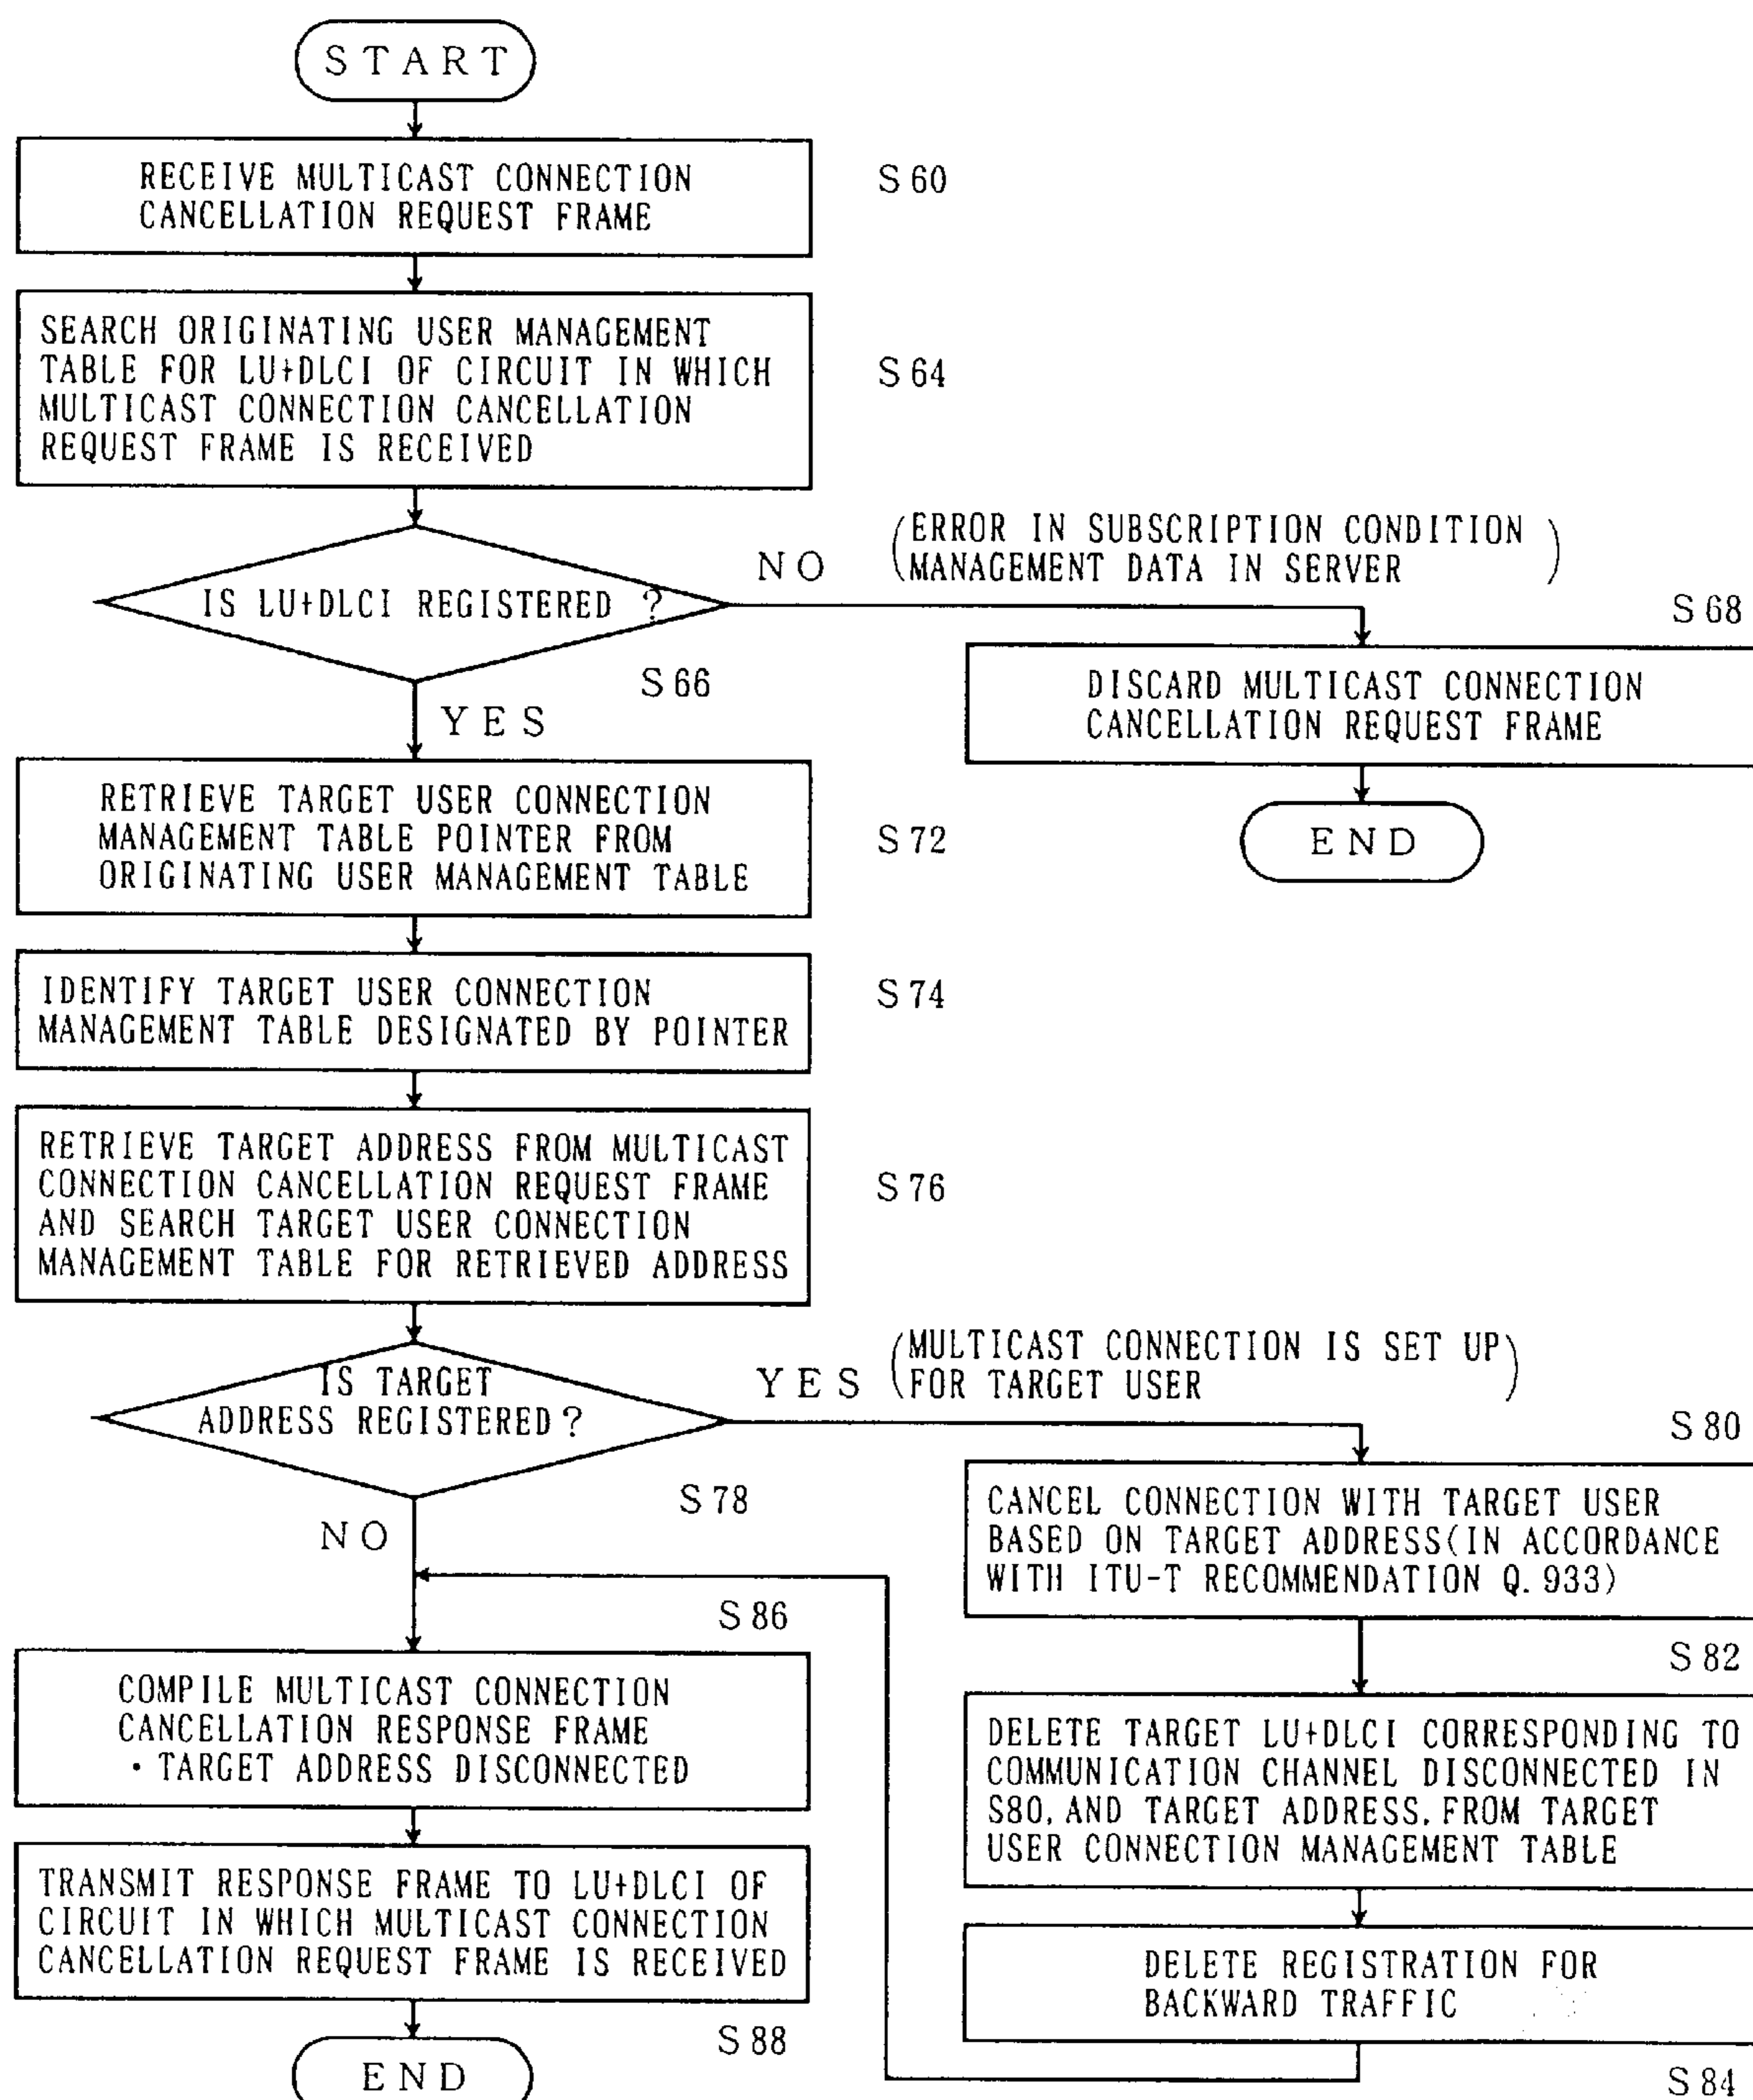 START
RECEIVE MULTICAST CONNECTION
CANCELLATION REQUEST FRAME
S60
SEARCH ORIGINATING USER MANAGEMENT
TABLE FOR LU+DLCI OF CIRCUIT IN WHICH
MULTICAST CONNECTION CANCELLATION
REQUEST FRAME IS RECEIVED
S64
IS LU+DLCI REGISTERED ?
S66
NO
(ERROR IN SUBSCRIPTION CONDITION
MANAGEMENT DATA IN SERVER)
S68
DISCARD MULTICAST CONNECTION
CANCELLATION REQUEST FRAME
END
YES
RETRIEVE TARGET USER CONNECTION
MANAGEMENT TABLE POINTER FROM
ORIGINATING USER MANAGEMENT TABLE
S72
IDENTIFY TARGET USER CONNECTION
MANAGEMENT TABLE DESIGNATED BY POINTER
S74
RETRIEVE TARGET ADDRESS FROM MULTICAST
CONNECTION CANCELLATION REQUEST FRAME
AND SEARCH TARGET USER CONNECTION
MANAGEMENT TABLE FOR RETRIEVED ADDRESS
S76
IS TARGET
ADDRESS REGISTERED?
S78
YES
(MULTICAST CONNECTION IS SET UP
FOR TARGET USER)
S80
CANCEL CONNECTION WITH TARGET USER
BASED ON TARGET ADDRESS(IN ACCORDANCE
WITH ITU-T RECOMMENDATION Q.933)
S82
DELETE TARGET LU+DLCI CORRESPONDING TO
COMMUNICATION CHANNEL DISCONNECTED IN
S80, AND TARGET ADDRESS, FROM TARGET
USER CONNECTION MANAGEMENT TABLE
DELETE REGISTRATION FOR
BACKWARD TRAFFIC
S84
NO
S86
COMPILE MULTICAST CONNECTION
CANCELLATION RESPONSE FRAME
・TARGET ADDRESS DISCONNECTED
TRANSMIT RESPONSE FRAME TO LU+DLCI OF
CIRCUIT IN WHICH MULTICAST CONNECTION
CANCELLATION REQUEST FRAME IS RECEIVED
S88
END